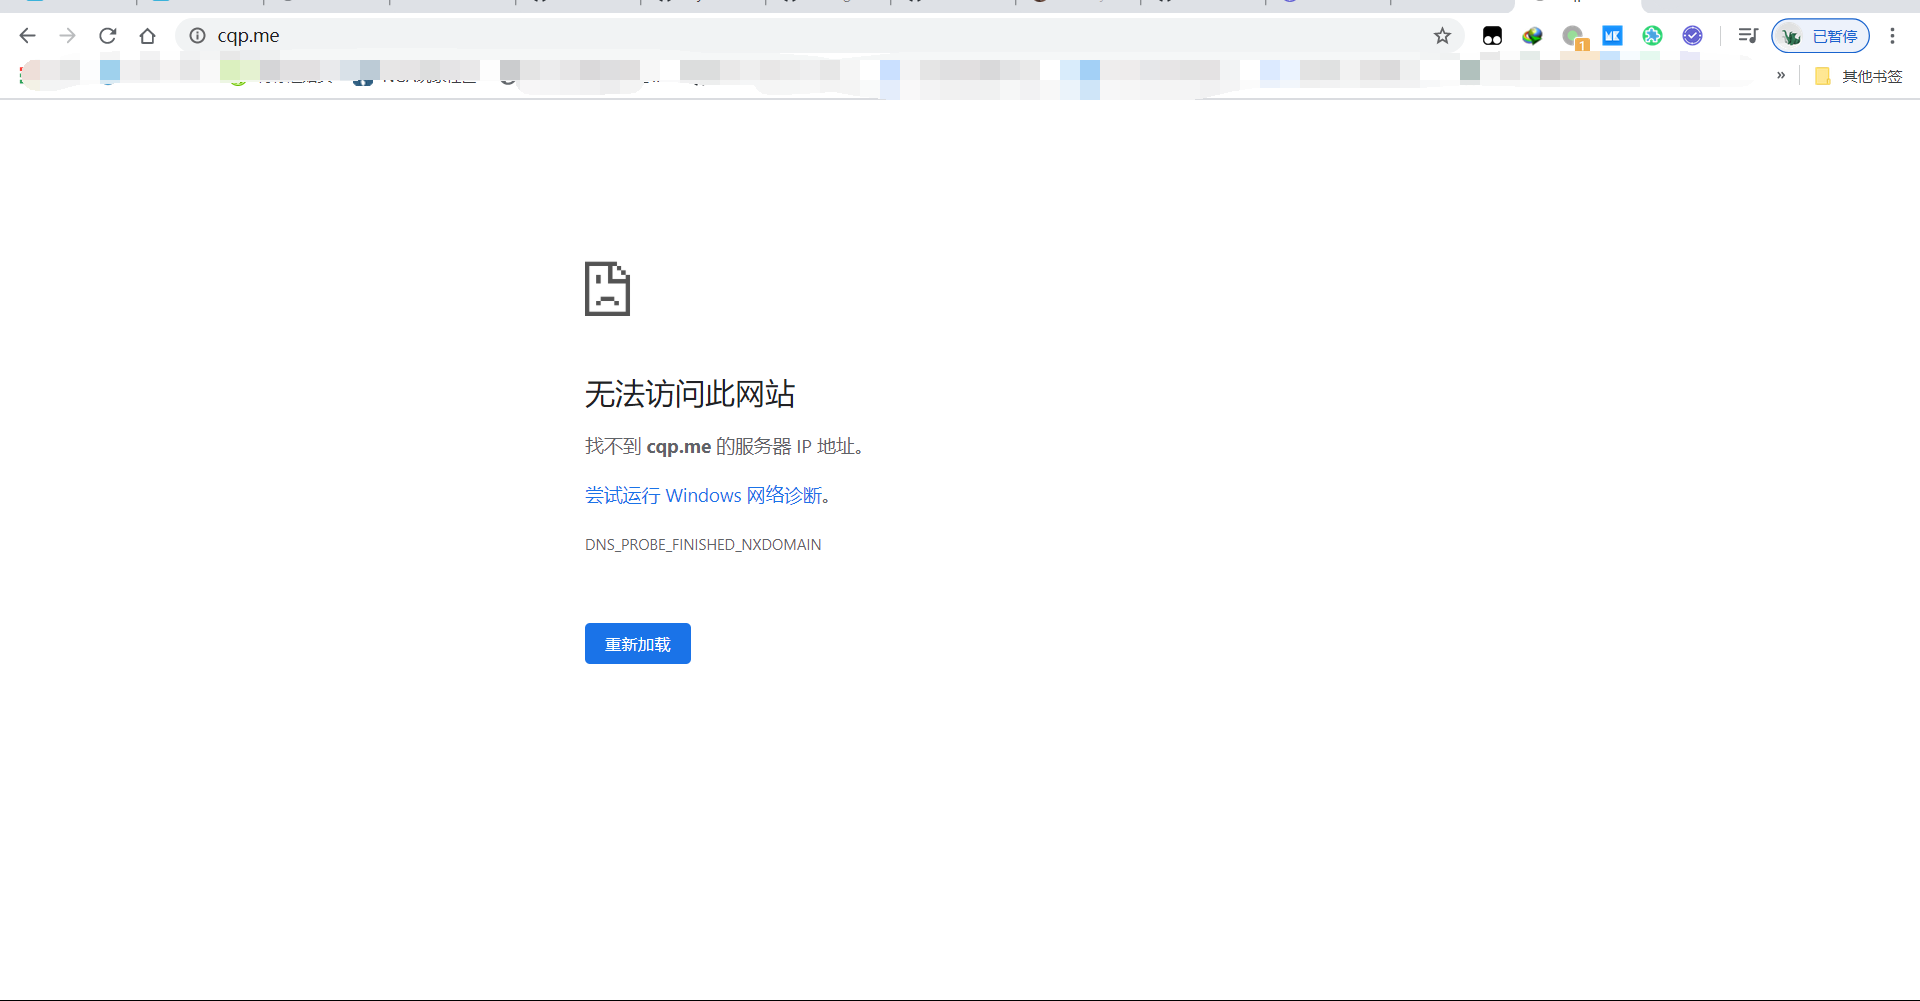 cqp.me
1
已暂停
»
其他书签
无法访问此网站
找不到 cqp.me 的服务器 IP 地址。
尝试运行 Windows 网络诊断。
DNS_PROBE_FINISHED_NXDOMAIN
重新加载